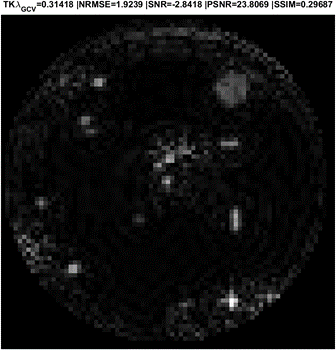 TKλGCV=0.31418 |NRMSE=1.9239 |SNR=-2.8418 |PSNR=23.8069 |SSIM=0.29687